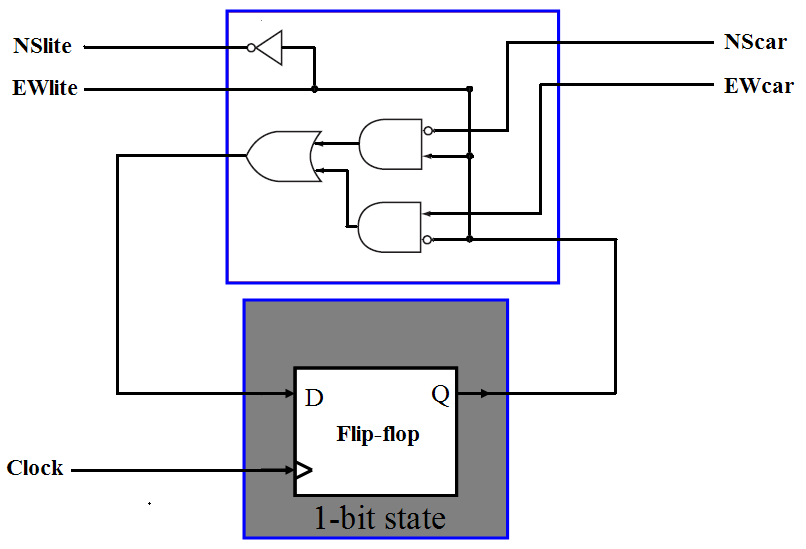 NSlite
NScar
EWlite
EWcar
D
Q
Flip-flop
Clock
1-bit state